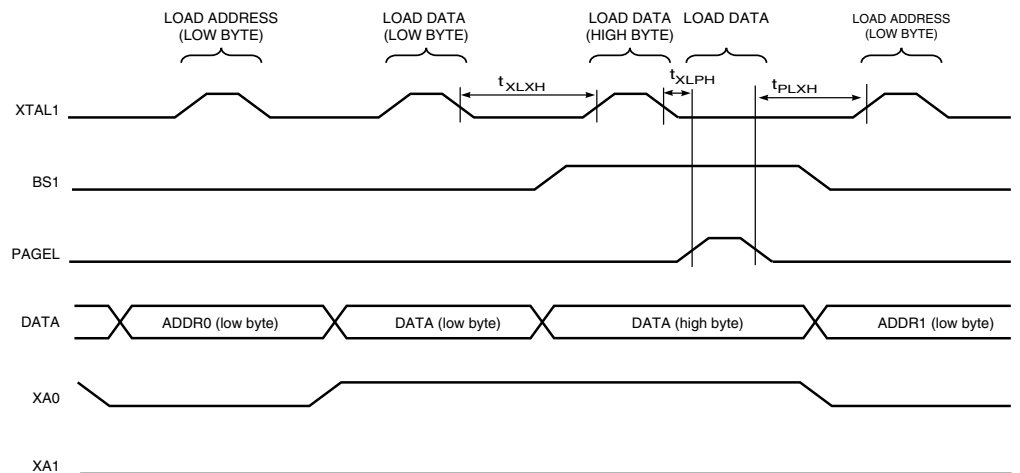 LOAD ADDRESS
(LOW BYTE)
LOAD DATA
(LOW BYTE)
LOAD DATA
(HIGH BYTE)
LOAD DATA
LOAD ADDRESS
(LOW BYTE)
tXLXH
tXLPH
tPLXH
XTAL1
BS1
PAGEL
DATA
ADDR0 (low byte)
DATA (low byte)
DATA (high byte)
ADDR1 (low byte)
XA0
XA1